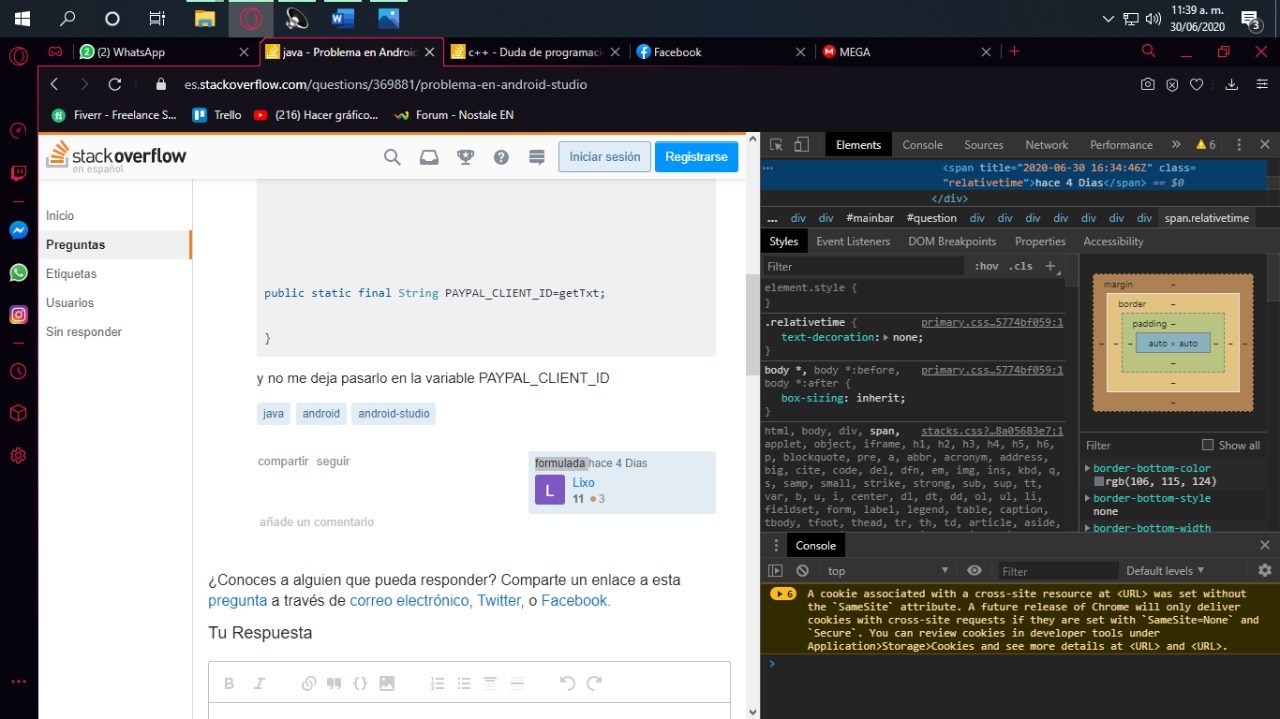 11:39 a. m.
30/06/2020
3
(2) WhatsApp
java - Problema en Android
c++ - Duda de programaci
Facebook
MEGA
es.stackoverflow.com/questions/369881/problema-en-android-studio
Fiverr - Freelance S...
Trello
(216) Hacer gráfico...
Forum - Nostale EN
stackoverflow
en español
Iniciar sesión
Registrarse
Inicio
Preguntas
Etiquetas
Usuarios
Sin responder
public static final String PAYPAL_CLIENT_ID=getTxt;
}
y no me deja pasarlo en la variable PAYPAL_CLIENT_ID
java android android-studio
compartir seguir
formulada hace 4 Dias
L
Lixo
11 3
añade un comentario
¿Conoces a alguien que pueda responder? Comparte un enlace a esta
pregunta a través de correo electrónico, Twitter, o Facebook.
Tu Respuesta
B I
Elements Console Sources Network Performance » 6
... <span title="2020-06-30 16:34:46Z" class=
"relativetime">hace 4 Dias</span> == $0
</div>
... div div #mainbar #question div div div div div div div span.relativetime
Styles Event Listeners DOM Breakpoints Properties Accessibility
Filter :hov .cls +
element.style {
}
.relativetime { primary.css…5774bf059:1
text-decoration: none;
}
body *, body *:before, primary.css…5774bf059:1
body *:after {
box-sizing: inherit;
}
html, body, div, span, stacks.css?…8a05683e7:1
applet, object, iframe, h1, h2, h3, h4, h5, h6,
p, blockquote, pre, a, abbr, acronym, address,
big, cite, code, del, dfn, em, img, ins, kbd, q,
s, samp, small, strike, strong, sub, sup, tt,
var, b, u, i, center, dl, dt, dd, ol, ul, li,
fieldset, form, label, legend, table, caption,
tbody, tfoot, thead, tr, th, td, article, aside,
margin –
border –
padding –
– – – auto × auto – – –
–
–
–
Filter Show all
border-bottom-color
rgb(106, 115, 124)
border-bottom-style
none
border-bottom-width
Console
top Filter Default levels
6 A cookie associated with a cross-site resource at <URL> was set without
the `SameSite` attribute. A future release of Chrome will only deliver
cookies with cross-site requests if they are set with `SameSite=None` and
`Secure`. You can review cookies in developer tools under
Application>Storage>Cookies and see more details at <URL> and <URL>.